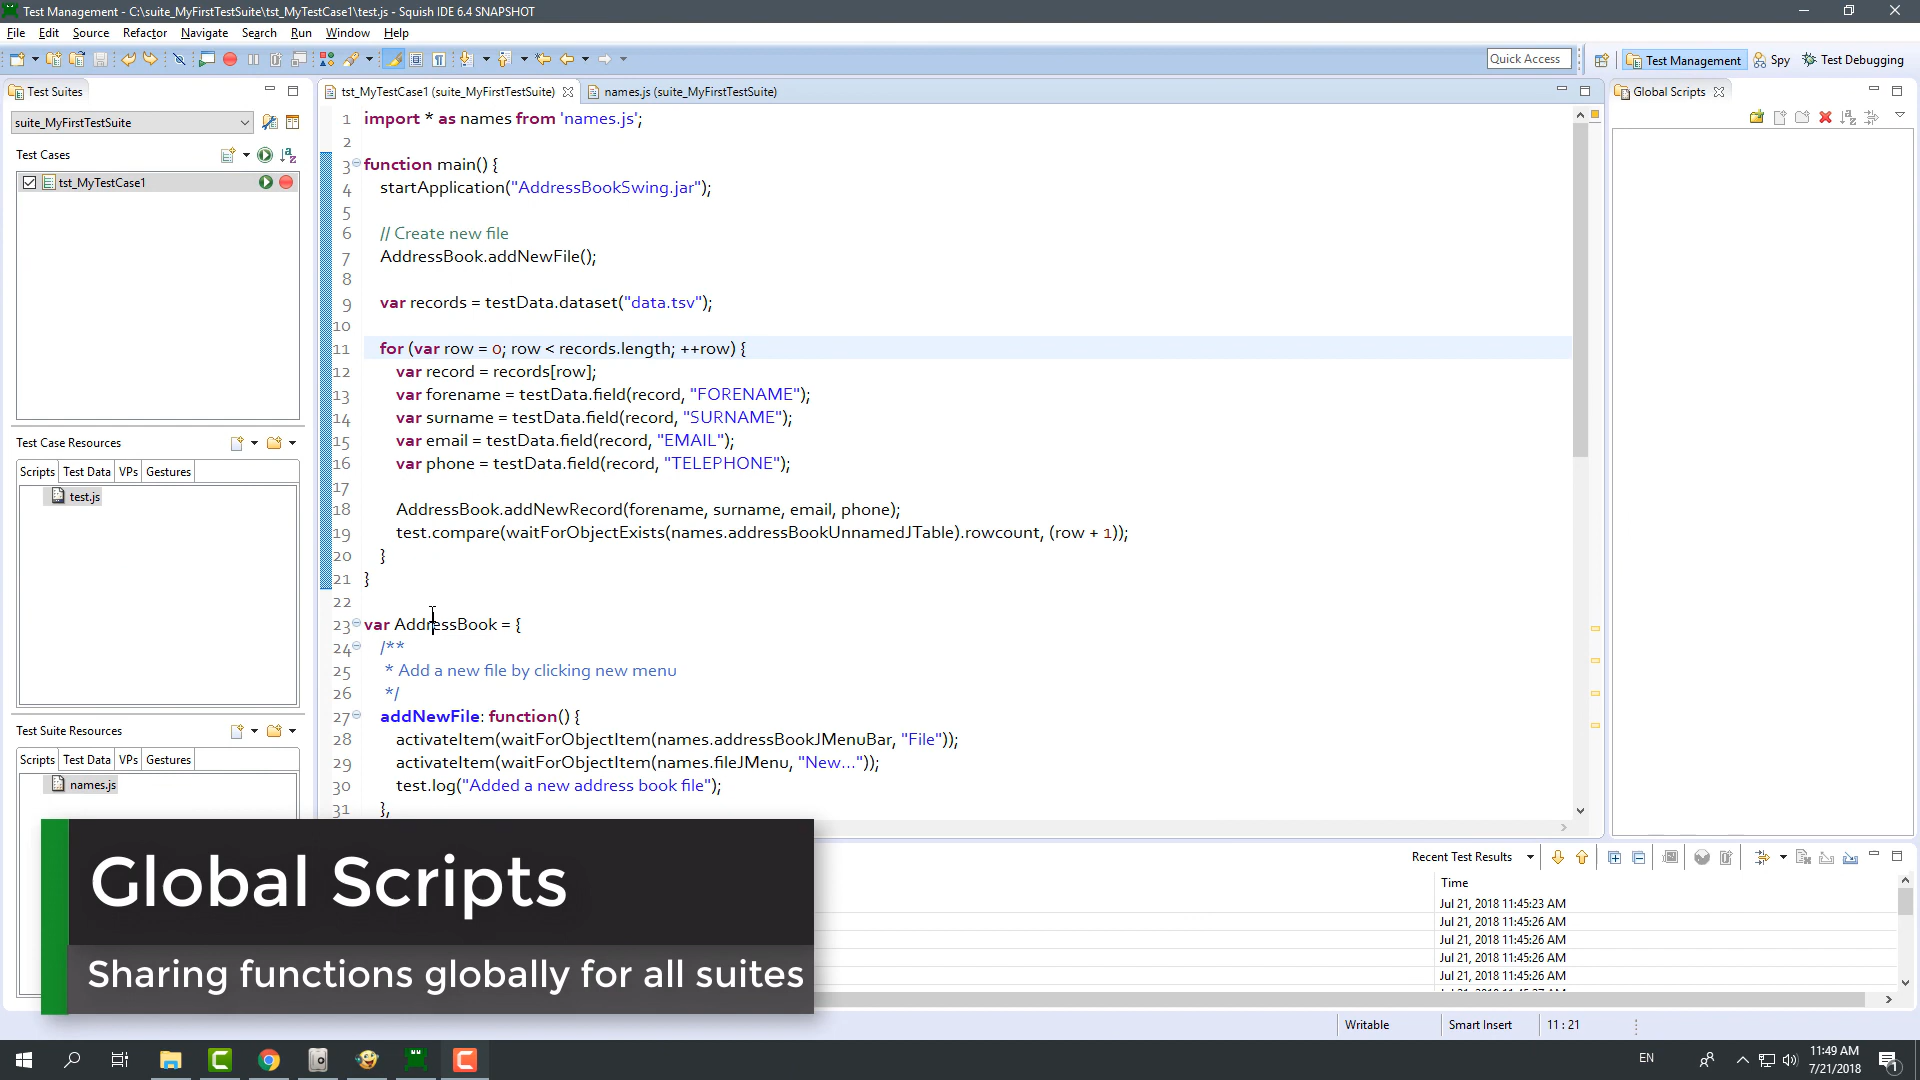 Test Management - C:\suite_MyFirstTestSuite\tst_MyTestCase1\test.js - Squish IDE 6.4 SNAPSHOT
File Edit Source Refactor Navigate Search Run Window Help
Quick Access Test Management Spy Test Debugging
Test Suites
suite_MyFirstTestSuite
Test Cases
tst_MyTestCase1
Test Case Resources
Scripts Test Data VPs Gestures
test.js
Test Suite Resources
Scripts Test Data VPs Gestures
names.js
tst_MyTestCase1 (suite_MyFirstTestSuite) names.js (suite_MyFirstTestSuite)
1 import * as names from 'names.js';
2
3 function main() {
4 startApplication("AddressBookSwing.jar");
5
6 // Create new file
7 AddressBook.addNewFile();
8
9 var records = testData.dataset("data.tsv");
10
11 for (var row = 0; row < records.length; ++row) {
12 var record = records[row];
13 var forename = testData.field(record, "FORENAME");
14 var surname = testData.field(record, "SURNAME");
15 var email = testData.field(record, "EMAIL");
16 var phone = testData.field(record, "TELEPHONE");
17
18 AddressBook.addNewRecord(forename, surname, email, phone);
19 test.compare(waitForObjectExists(names.addressBookUnnamedJTable).rowcount, (row + 1));
20 }
21 }
22
23 var AddressBook = {
24 /**
25 * Add a new file by clicking new menu
26 */
27 addNewFile: function() {
28 activateItem(waitForObjectItem(names.addressBookJMenuBar, "File"));
29 activateItem(waitForObjectItem(names.fileJMenu, "New..."));
30 test.log("Added a new address book file");
31 },
Global Scripts
Recent Test Results
Time
Jul 21, 2018 11:45:23 AM
Jul 21, 2018 11:45:26 AM
Jul 21, 2018 11:45:26 AM
Jul 21, 2018 11:45:26 AM
Jul 21, 2018 11:45:26 AM
Global Scripts
Sharing functions globally for all suites
Writable Smart Insert 11 : 21
EN
11:49 AM
7/21/2018
1